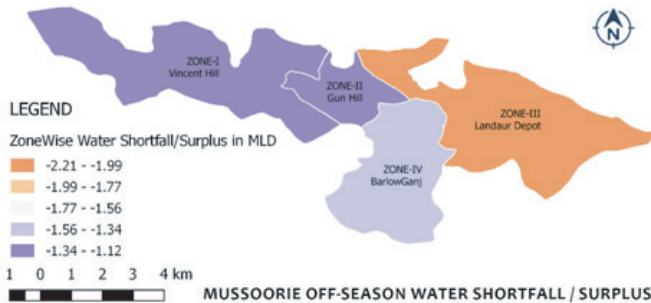 N
ZONE-I
Vincent Hill
ZONE-II
Gun Hill
ZONE-III
Landaur Depot
ZONE-IV
BarlowGanj
LEGEND
ZoneWise Water Shortfall/Surplus in MLD
-2.21 - -1.99
-1.99 - -1.77
-1.77 - -1.56
-1.56 - -1.34
-1.34 - -1.12
1 0 1 2 3 4 km
MUSSOORIE OFF-SEASON WATER SHORTFALL / SURPLUS